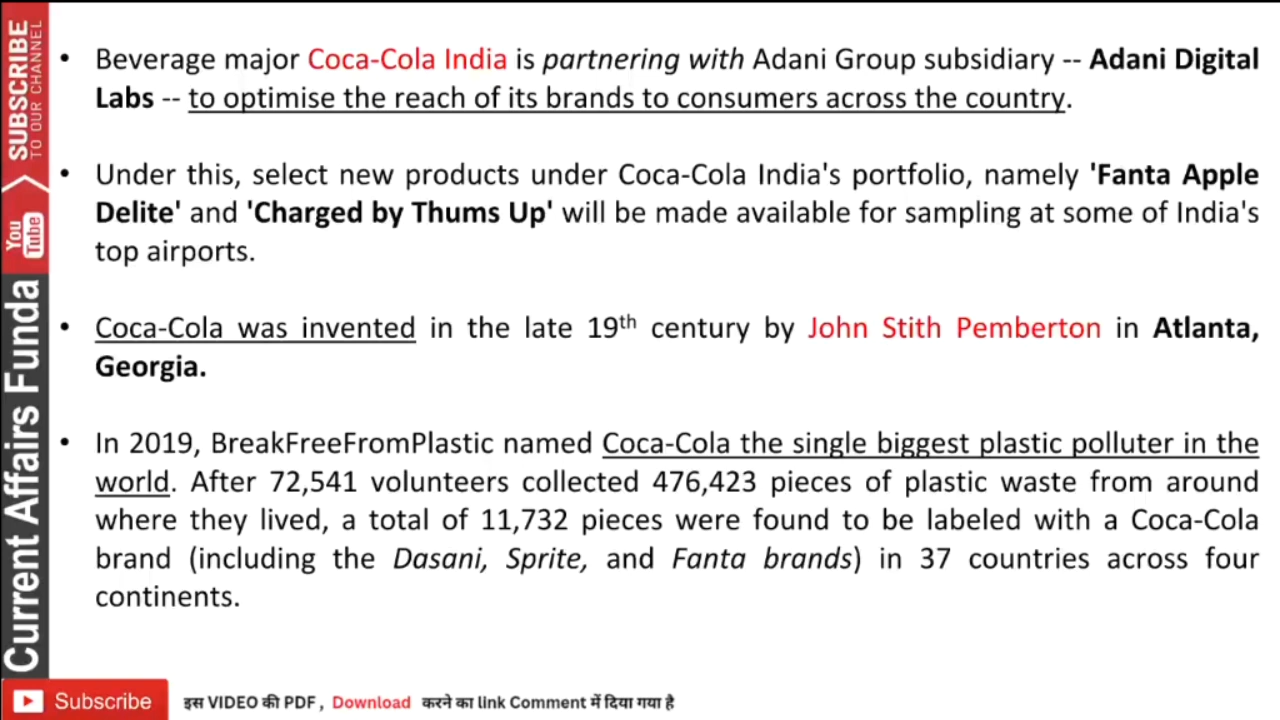 • Beverage major Coca-Cola India is partnering with Adani Group subsidiary -- Adani Digital
Labs -- to optimise the reach of its brands to consumers across the country.
• Under this, select new products under Coca-Cola India's portfolio, namely 'Fanta Apple
Delite' and 'Charged by Thums Up' will be made available for sampling at some of India's
top airports.
• Coca-Cola was invented in the late 19th century by John Stith Pemberton in Atlanta,
Georgia.
• In 2019, BreakFreeFromPlastic named Coca-Cola the single biggest plastic polluter in the
world. After 72,541 volunteers collected 476,423 pieces of plastic waste from around
where they lived, a total of 11,732 pieces were found to be labeled with a Coca-Cola
brand (including the Dasani, Sprite, and Fanta brands) in 37 countries across four
continents.
SUBSCRIBE
TO OUR CHANNEL
You
Tube
Current Affairs Funda
Subscribe
इस VIDEO की PDF , Download करने का link Comment में दिया गया है